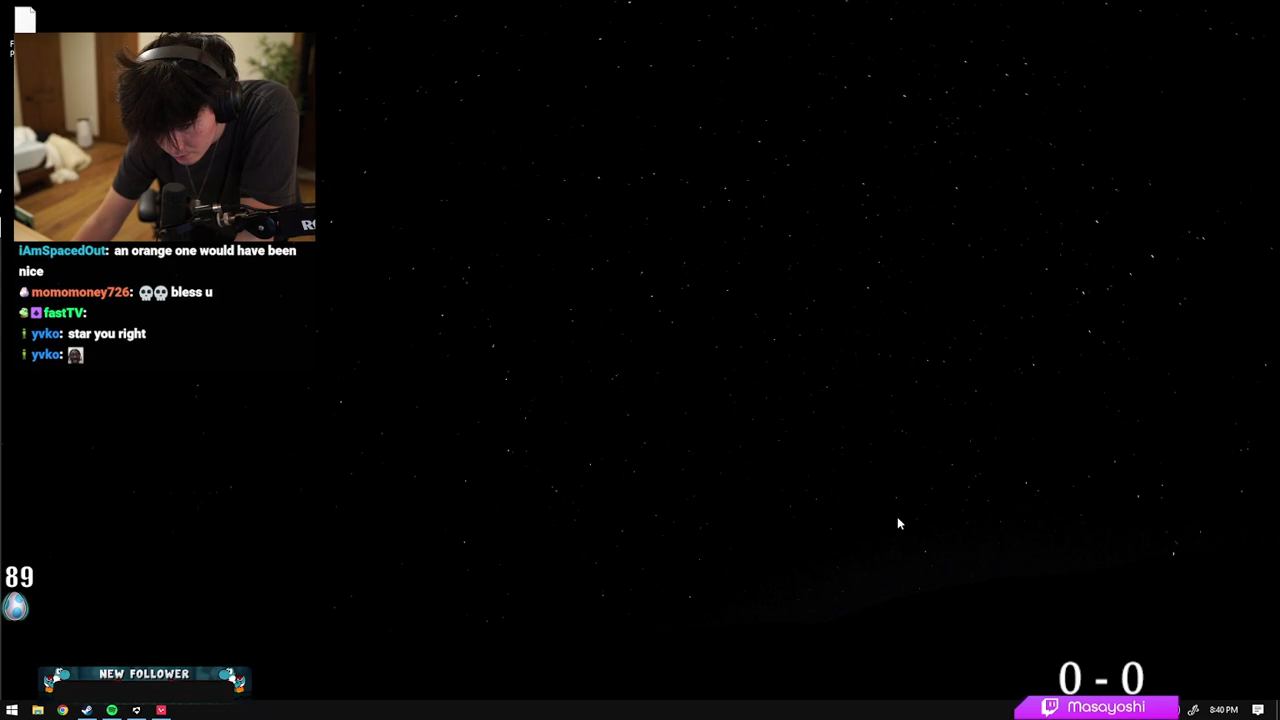 iAmSpacedOut: an orange one would have been
nice
momomoney726: 💀💀 bless u
fastTV:
yvko: star you right
yvko:
89
NEW FOLLOWER
0 - 0
Masayoshi
8:40 PM